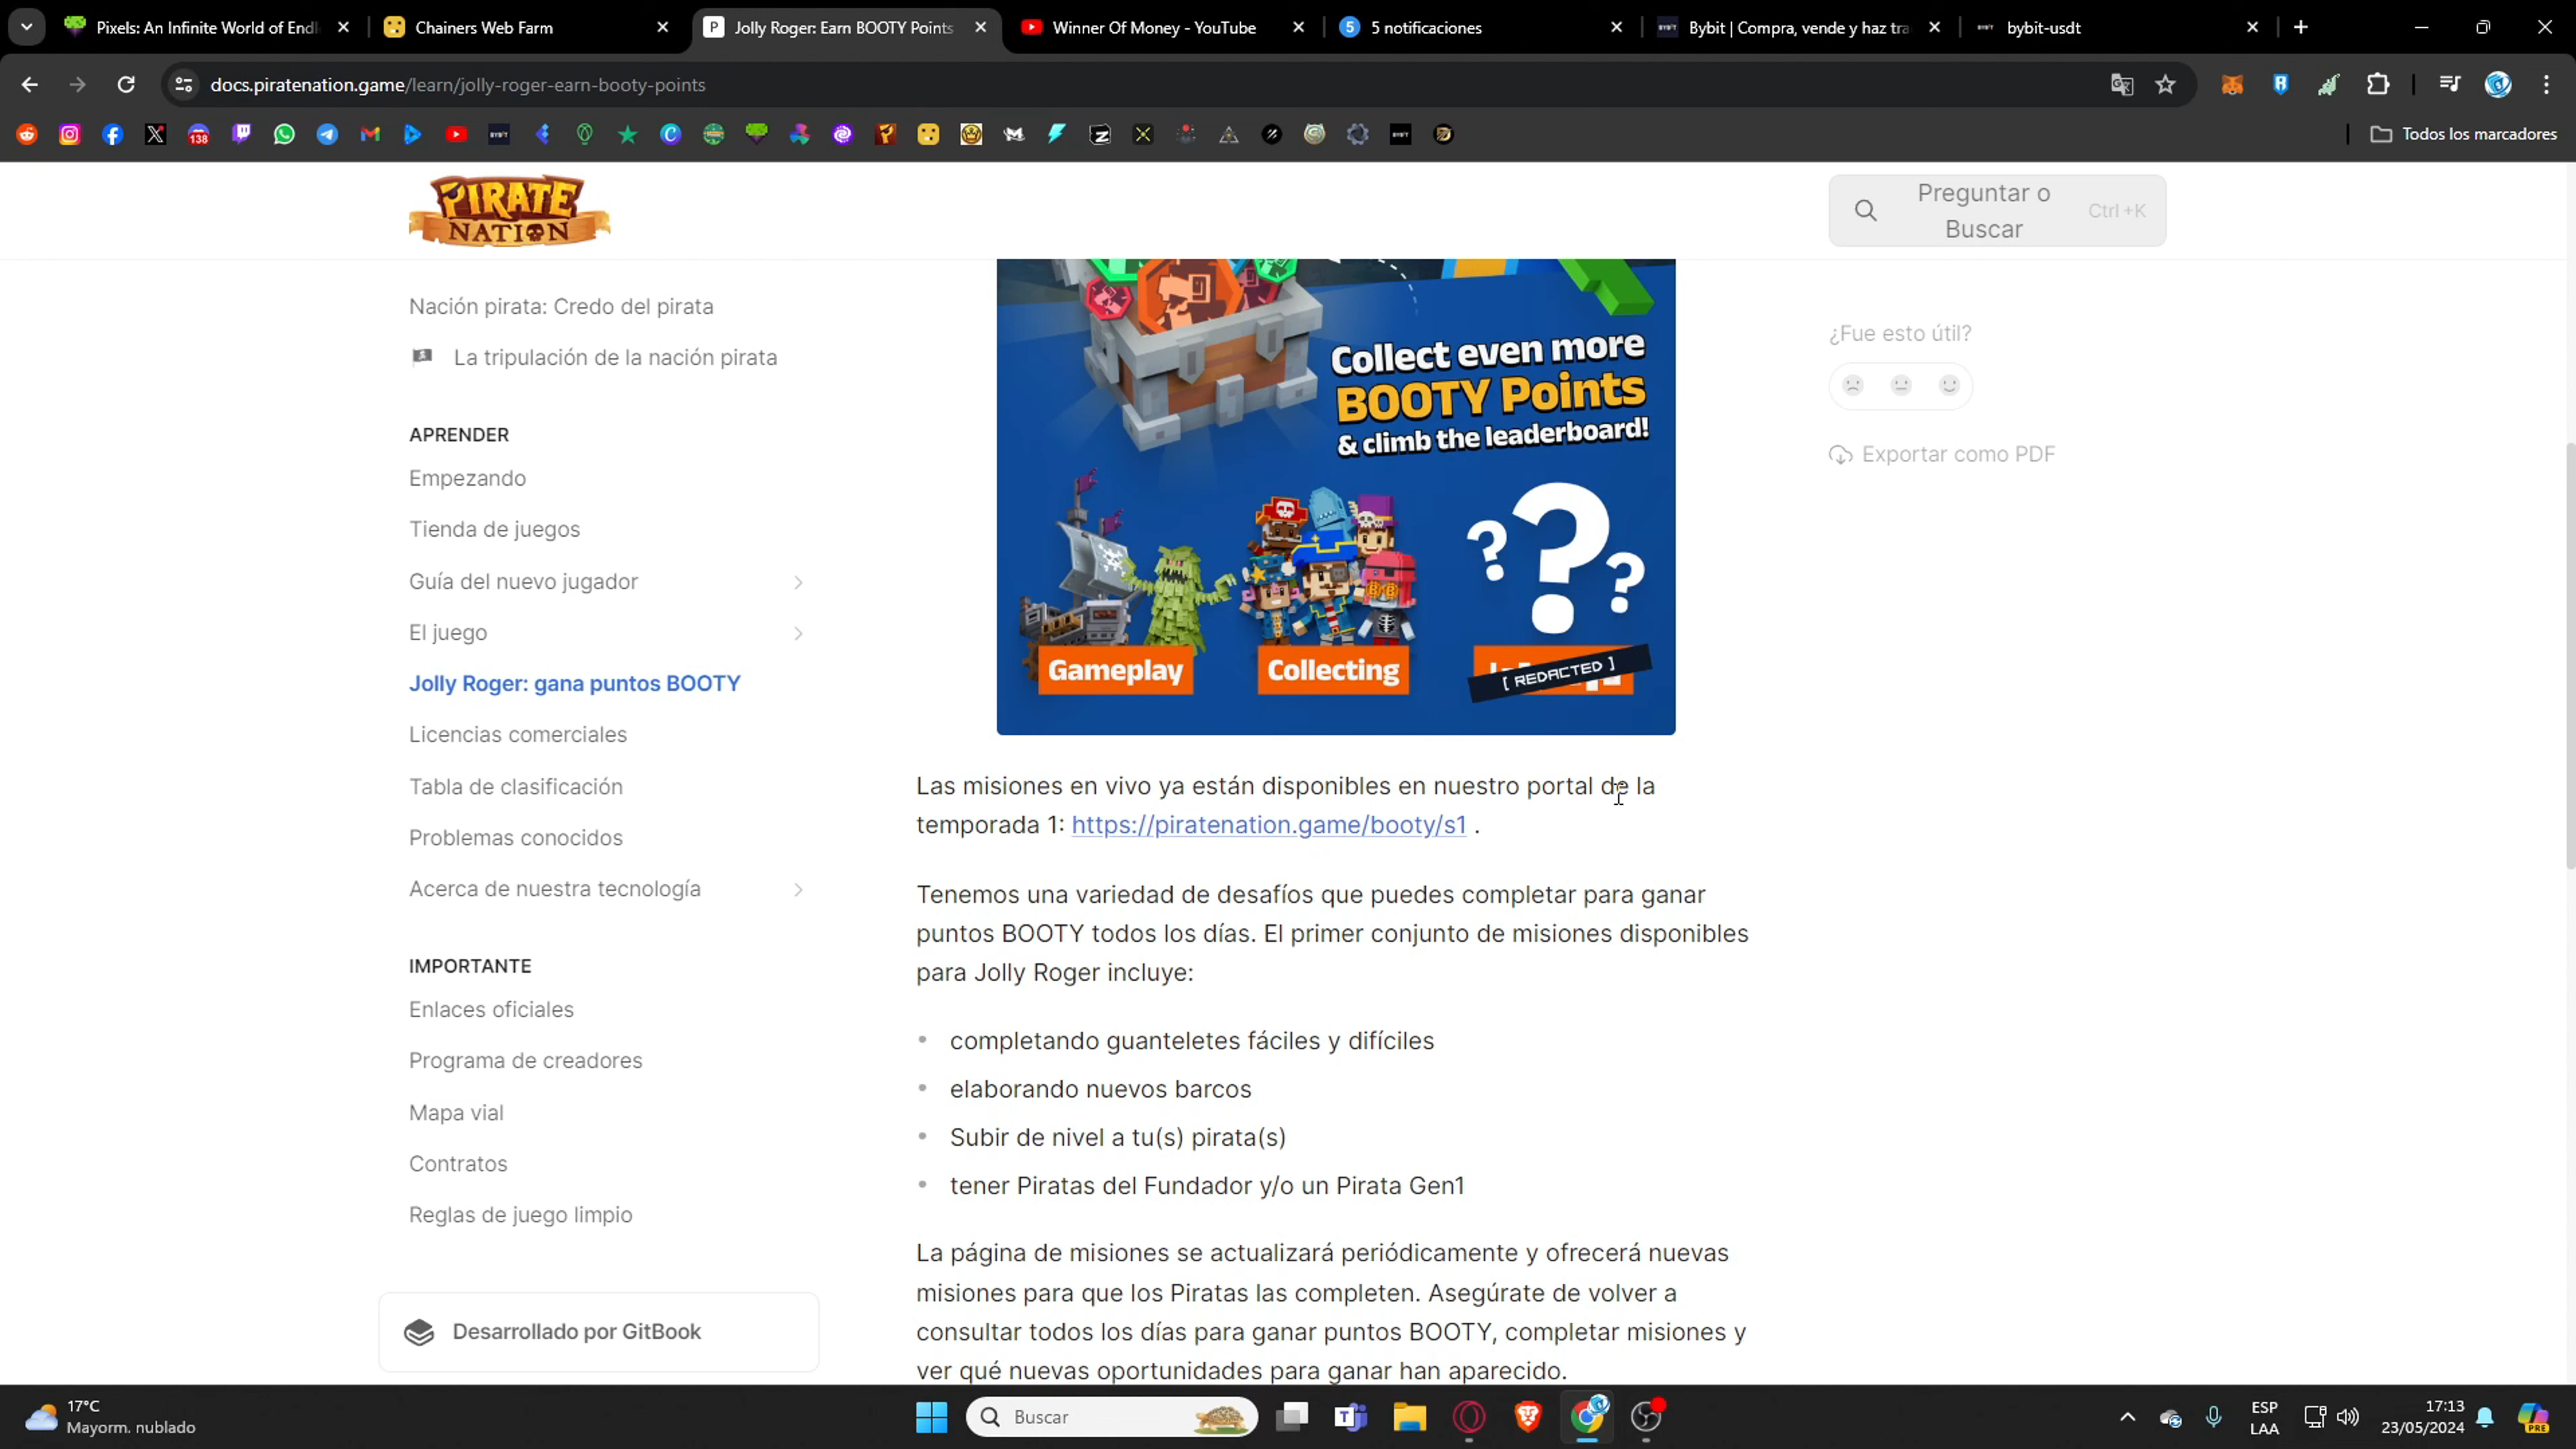 Pixels: An Infinite World of Endl
Chainers Web Farm
P
Jolly Roger: Earn BOOTY Points
Winner Of Money - YouTube
5
5 notificaciones
Bybit | Compra, vende y haz tra
bybit-usdt
docs.piratenation.game/learn/jolly-roger-earn-booty-points
138
Todos los marcadores
PIRATE
NATION
Preguntar o
Buscar
Ctrl +K
Nación pirata: Credo del pirata
La tripulación de la nación pirata
APRENDER
Empezando
Tienda de juegos
Guía del nuevo jugador
El juego
Jolly Roger: gana puntos BOOTY
Licencias comerciales
Tabla de clasificación
Problemas conocidos
Acerca de nuestra tecnología
IMPORTANTE
Enlaces oficiales
Programa de creadores
Mapa vial
Contratos
Reglas de juego limpio
Desarrollado por GitBook
Collect even more
BOOTY Points
& climb the leaderboard!
???
Gameplay
Collecting
[ REDACTED ]
Las misiones en vivo ya están disponibles en nuestro portal de la
temporada 1: https://piratenation.game/booty/s1 .
Tenemos una variedad de desafíos que puedes completar para ganar
puntos BOOTY todos los días. El primer conjunto de misiones disponibles
para Jolly Roger incluye:
• completando guanteletes fáciles y difíciles
• elaborando nuevos barcos
• Subir de nivel a tu(s) pirata(s)
• tener Piratas del Fundador y/o un Pirata Gen1
La página de misiones se actualizará periódicamente y ofrecerá nuevas
misiones para que los Piratas las completen. Asegúrate de volver a
consultar todos los días para ganar puntos BOOTY, completar misiones y
ver qué nuevas oportunidades para ganar han aparecido.
¿Fue esto útil?
Exportar como PDF
17°C
Mayorm. nublado
Buscar
ESP
LAA
17:13
23/05/2024
PRE